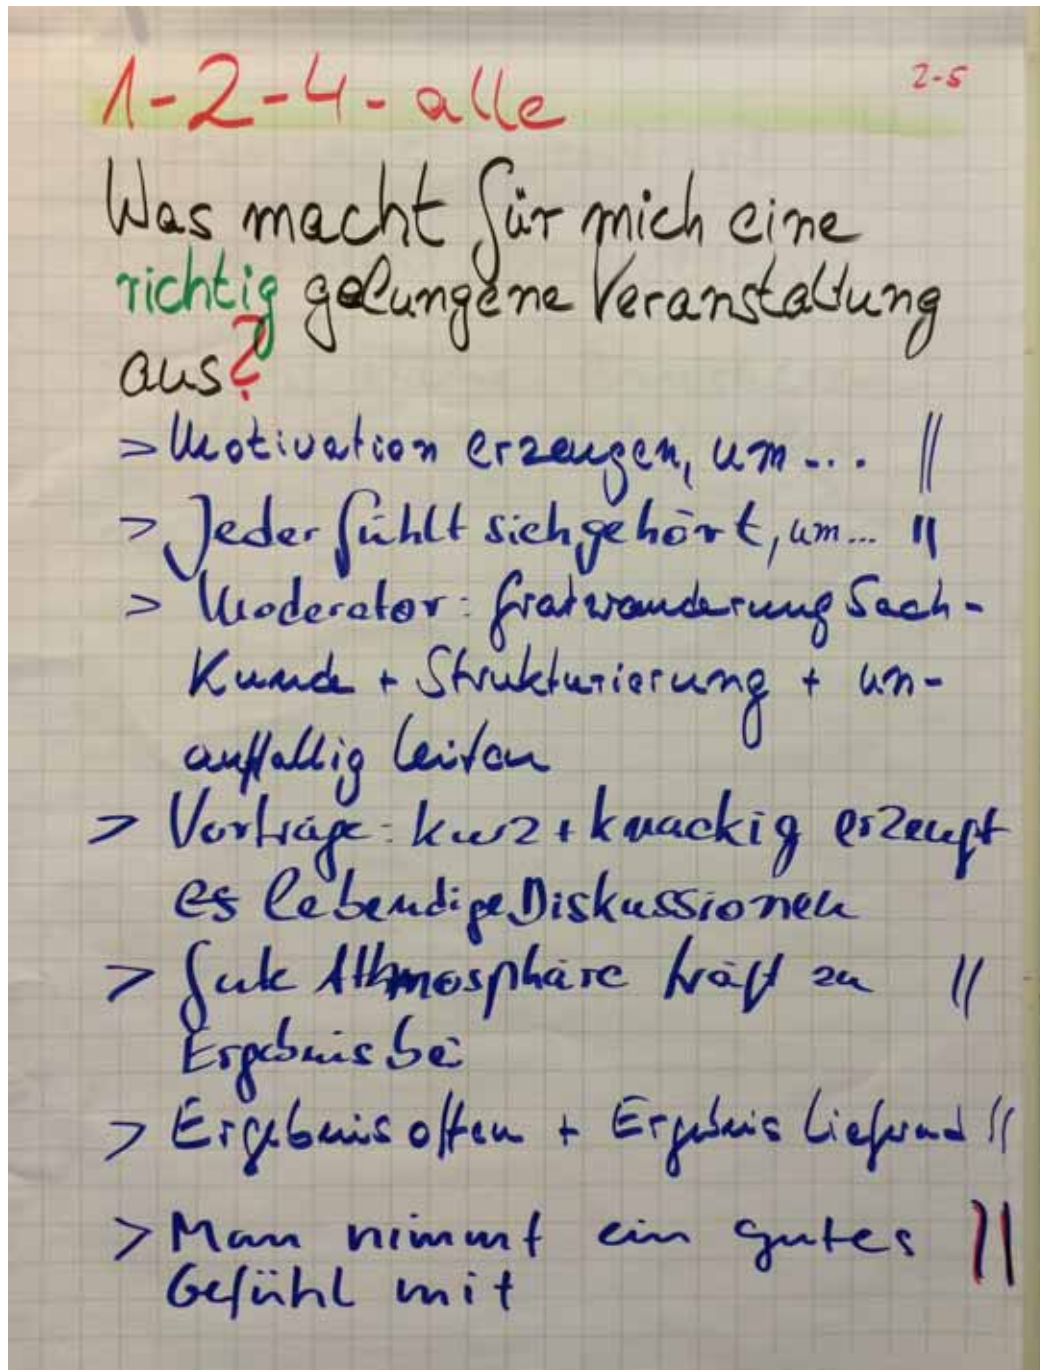 1-2-4-alle 2-5
Was macht für mich eine
richtig gelungene Veranstaltung
aus?
> Motivation erzeugen, um... ||
> Jeder fühlt sich gehört, um... ||
> Moderator: Gratwanderung Sach-
Kunde + Strukturierung + un-
auffällig leiten
> Vorträge: kurz + knackig erzeugt
es lebendige Diskussionen
> Gute Athmosphäre trägt zu ||
Ergebnis bei
> Ergebnis offen + Ergebnis liefernd ||
> Man nimmt ein gutes ||
Gefühl mit